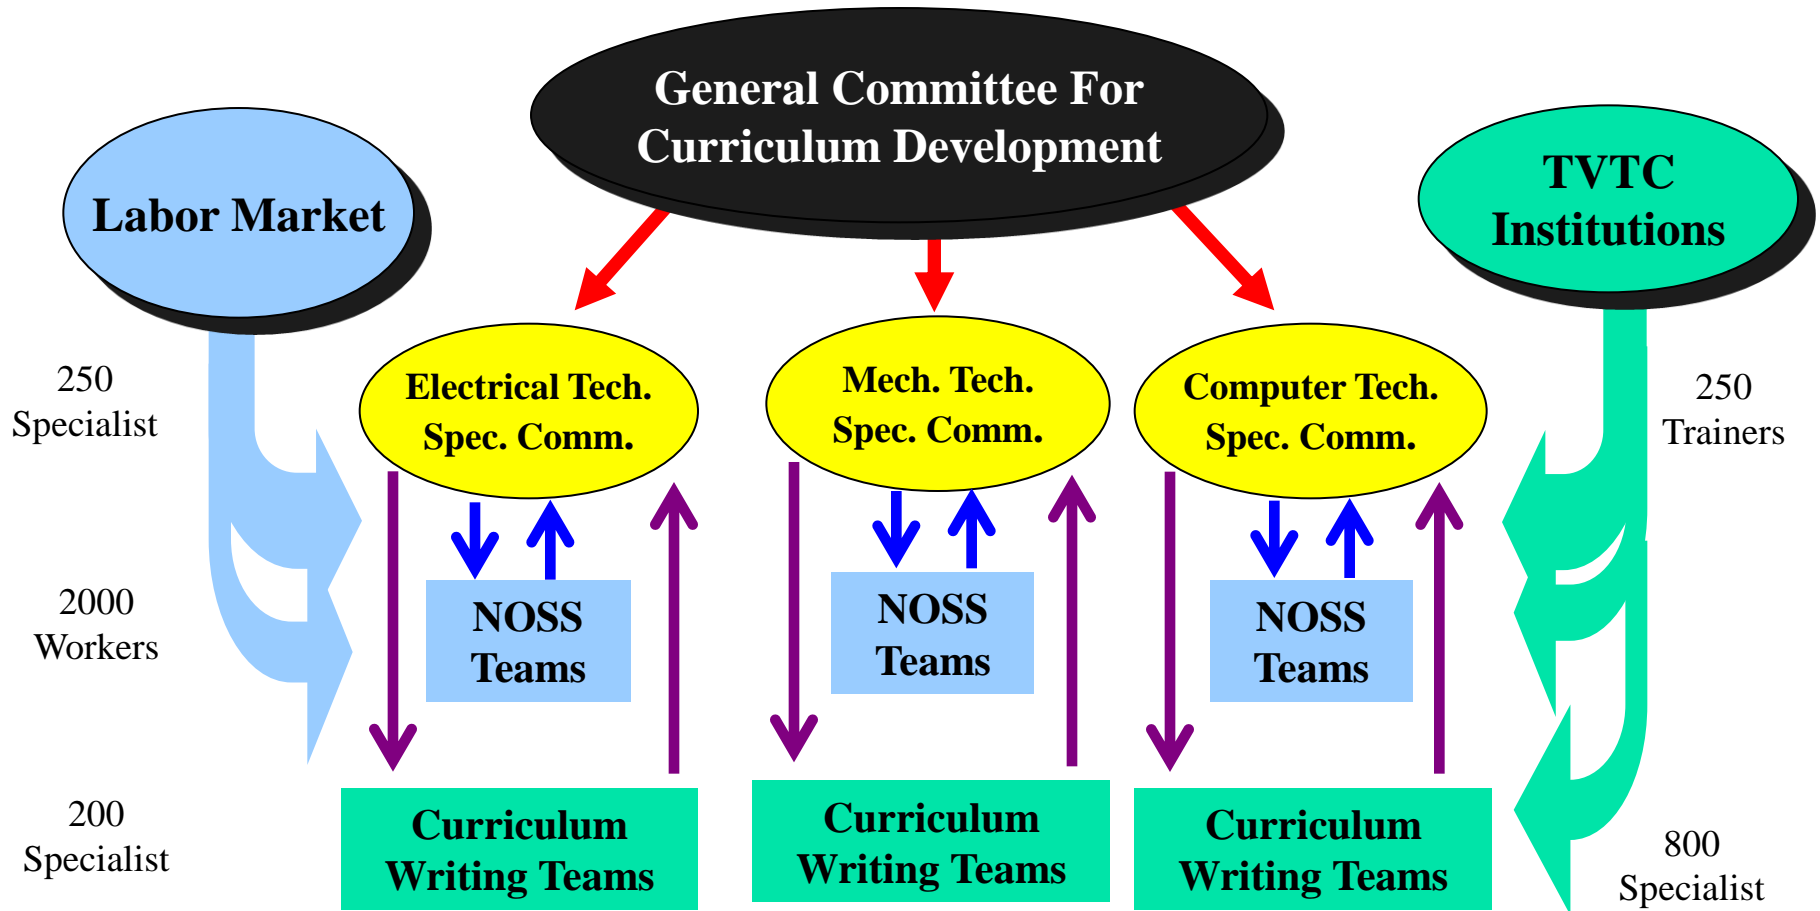 General Committee For
Curriculum Development
Labor Market
TVTC
Institutions
250
Specialist
Electrical Tech.
Spec. Comm.
Mech. Tech.
Spec. Comm.
Computer Tech.
Spec. Comm.
250
Trainers
2000
Workers
NOSS
Teams
NOSS
Teams
NOSS
Teams
200
Specialist
Curriculum
Writing Teams
Curriculum
Writing Teams
Curriculum
Writing Teams
800
Specialist